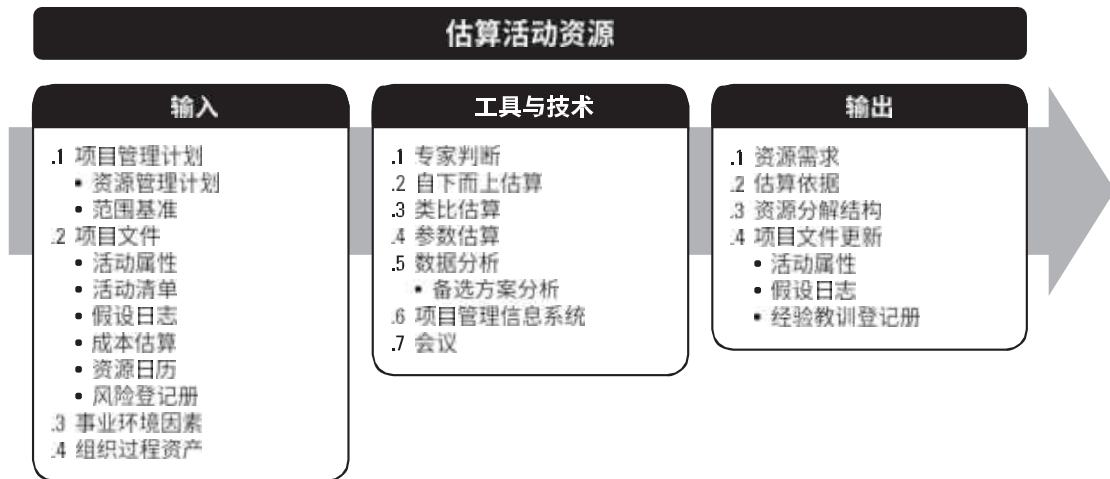 估算活动资源
输入
.1 项目管理计划
• 资源管理计划
• 范围基准
.2 项目文件
• 活动属性
• 活动清单
• 假设日志
• 成本估算
• 资源日历
• 风险登记册
.3 事业环境因素
.4 组织过程资产
工具与技术
.1 专家判断
.2 自下而上估算
.3 类比估算
.4 参数估算
.5 数据分析
• 备选方案分析
.6 项目管理信息系统
.7 会议
输出
.1 资源需求
.2 估算依据
.3 资源分解结构
.4 项目文件更新
• 活动属性
• 假设日志
• 经验教训登记册